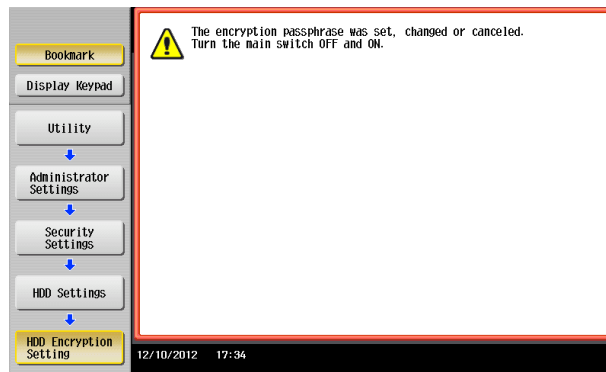 The encryption passphrase was set, changed or canceled.
Turn the main switch OFF and ON.
Bookmark
Display Keypad
Utility
Administrator
Settings
Security
Settings
HDD Settings
HDD Encryption
Setting
12/10/2012 17:34